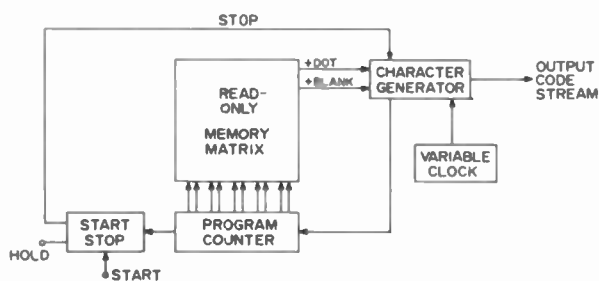 STOP
+DOT
+BLANK
READ-
ONLY
MEMORY
MATRIX
CHARACTER
GENERATOR
OUTPUT
CODE
STREAM
VARIABLE
CLOCK
START
STOP
PROGRAM
COUNTER
HOLD
START